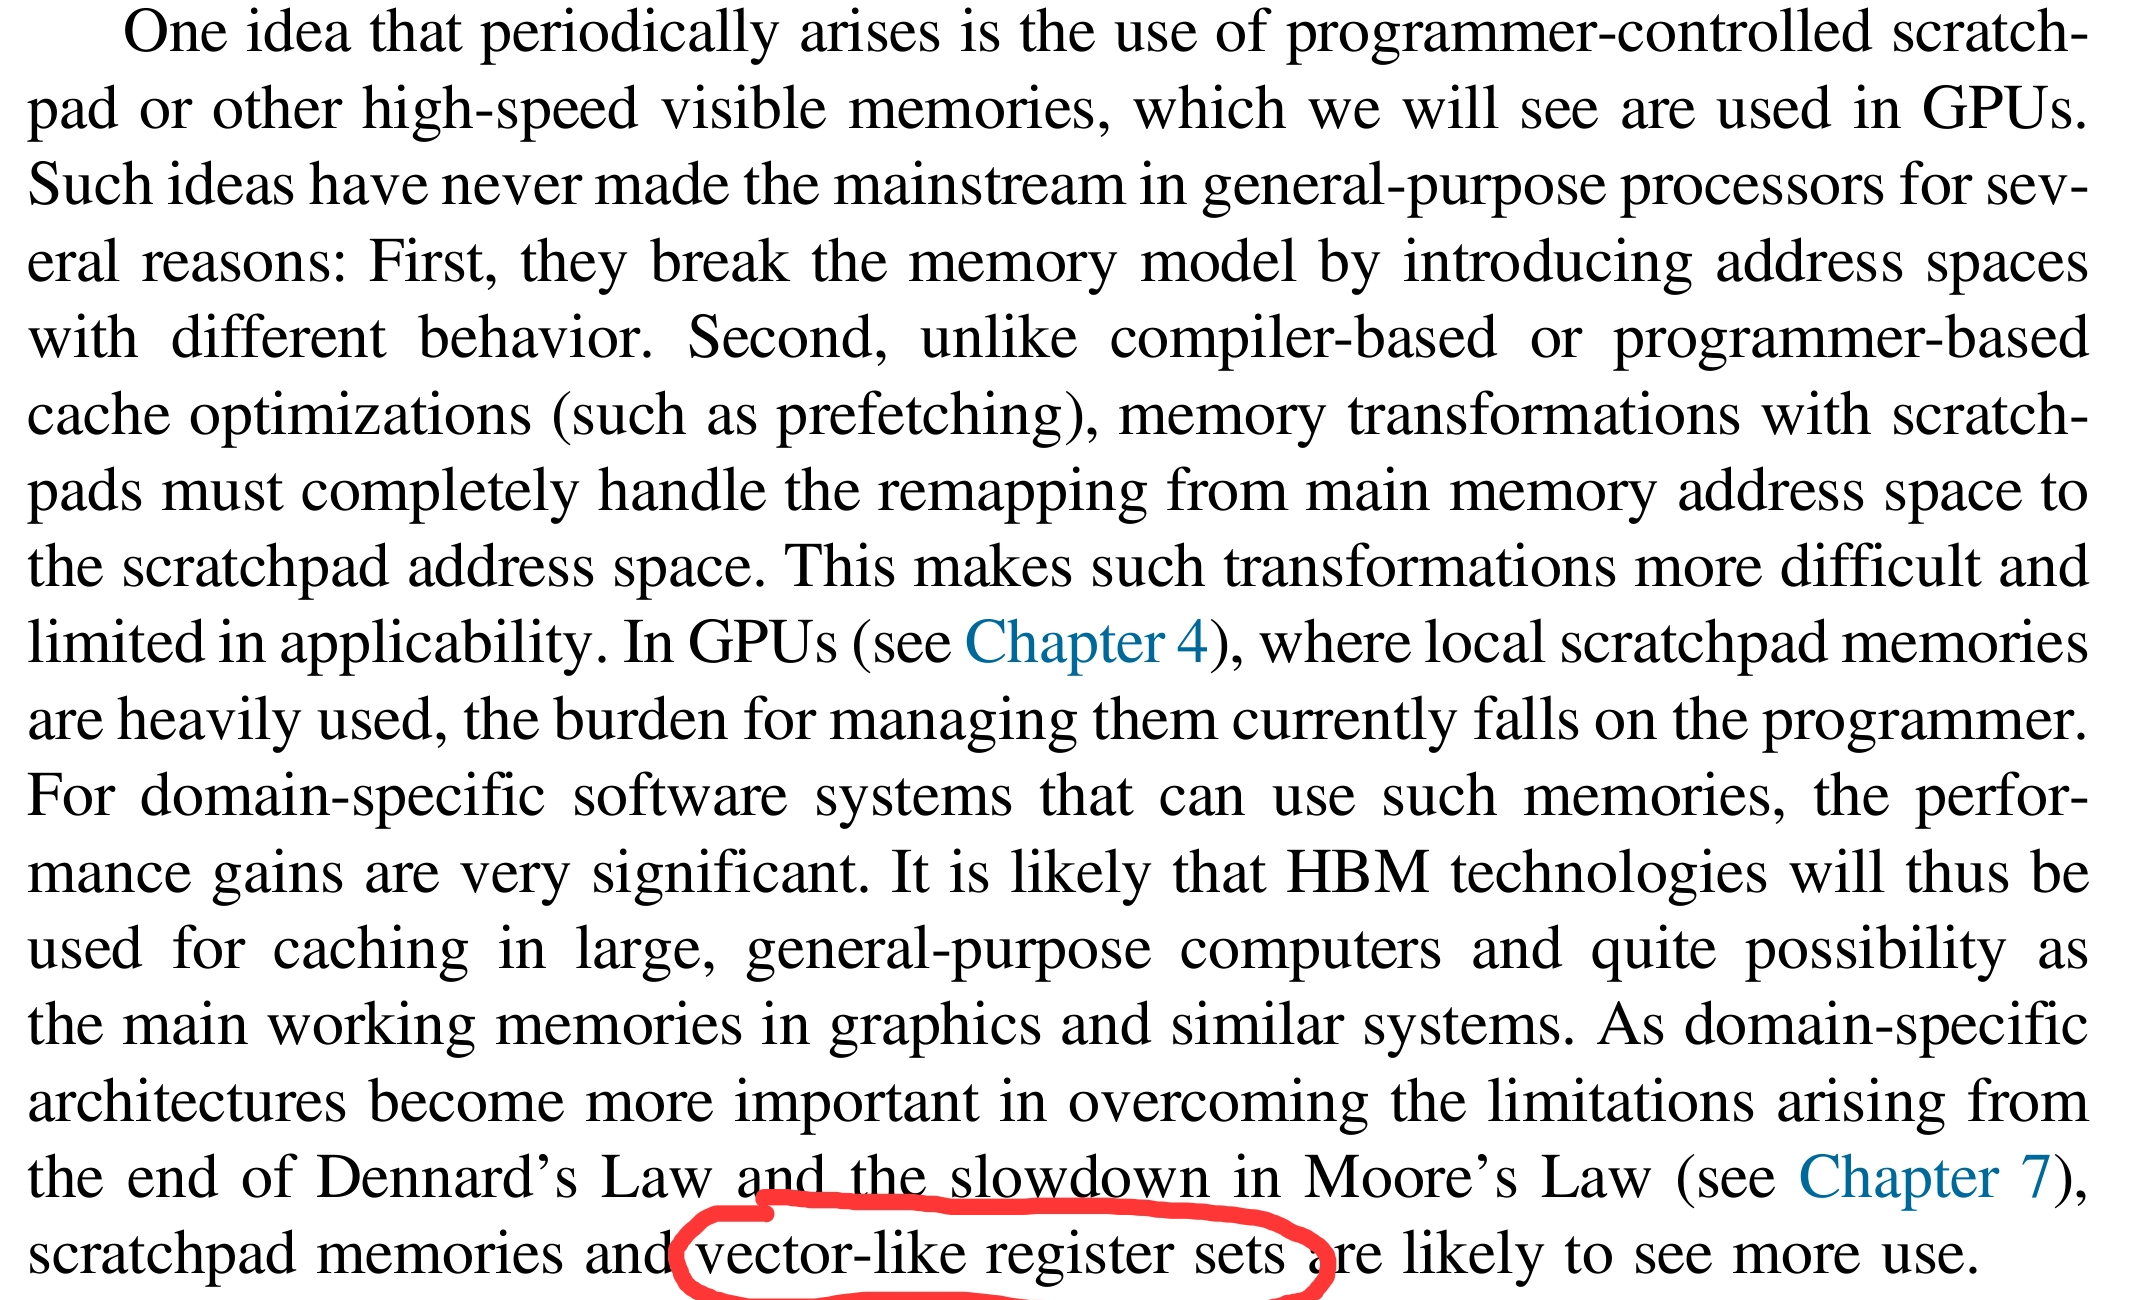 One idea that periodically arises is the use of programmer-controlled scratch-
pad or other high-speed visible memories, which we will see are used in GPUs.
Such ideas have never made the mainstream in general-purpose processors for sev-
eral reasons: First, they break the memory model by introducing address spaces
with different behavior. Second, unlike compiler-based or programmer-based
cache optimizations (such as prefetching), memory transformations with scratch-
pads must completely handle the remapping from main memory address space to
the scratchpad address space. This makes such transformations more difficult and
limited in applicability. In GPUs (see Chapter 4), where local scratchpad memories
are heavily used, the burden for managing them currently falls on the programmer.
For domain-specific software systems that can use such memories, the perfor-
mance gains are very significant. It is likely that HBM technologies will thus be
used for caching in large, general-purpose computers and quite possibility as
the main working memories in graphics and similar systems. As domain-specific
architectures become more important in overcoming the limitations arising from
the end of Dennard’s Law and the slowdown in Moore’s Law (see Chapter 7),
scratchpad memories and vector-like register sets are likely to see more use.